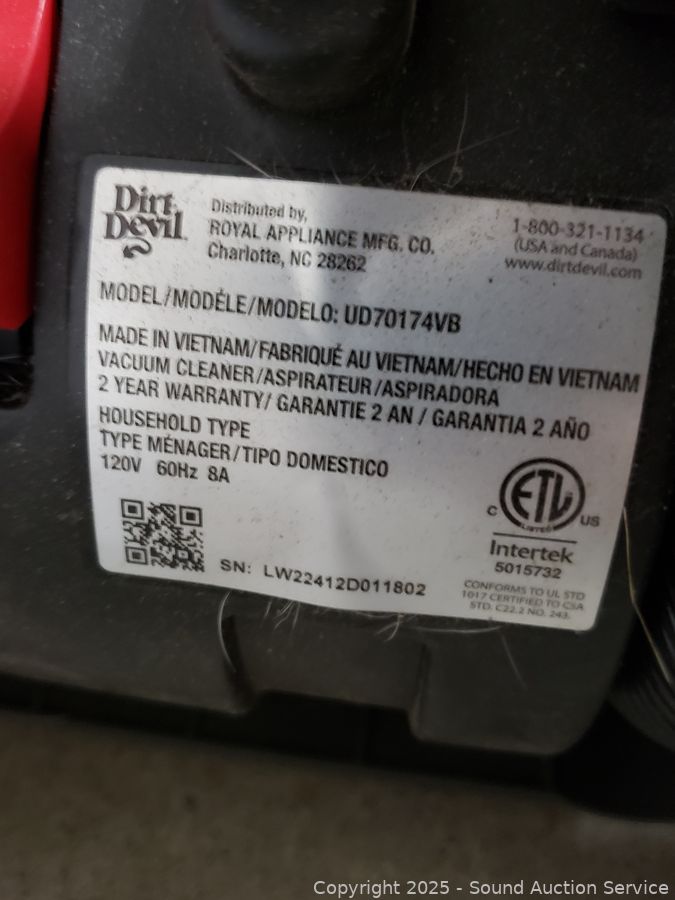 Dirt Devil
Distributed by,
ROYAL APPLIANCE MFG. CO.
Charlotte, NC 28262
1-800-321-1134
(USA and Canada)
www.dirtdevil.com
MODEL/MODÉLE/MODELO: UD70174VB
MADE IN VIETNAM/FABRIQUÉ AU VIETNAM/HECHO EN VIETNAM
VACUUM CLEANER/ASPIRATEUR/ASPIRADORA
2 YEAR WARRANTY/ GARANTIE 2 AN / GARANTIA 2 AÑO
HOUSEHOLD TYPE
TYPE MÉNAGER/TIPO DOMESTICO
120V 60Hz 8A
C ETL US
LISTED
Intertek
5015732
SN: LW22412D011802
CONFORMS TO UL STD
1017 CERTIFIED TO CSA
STD. C22.2 NO. 243.
Copyright 2025 - Sound Auction Service